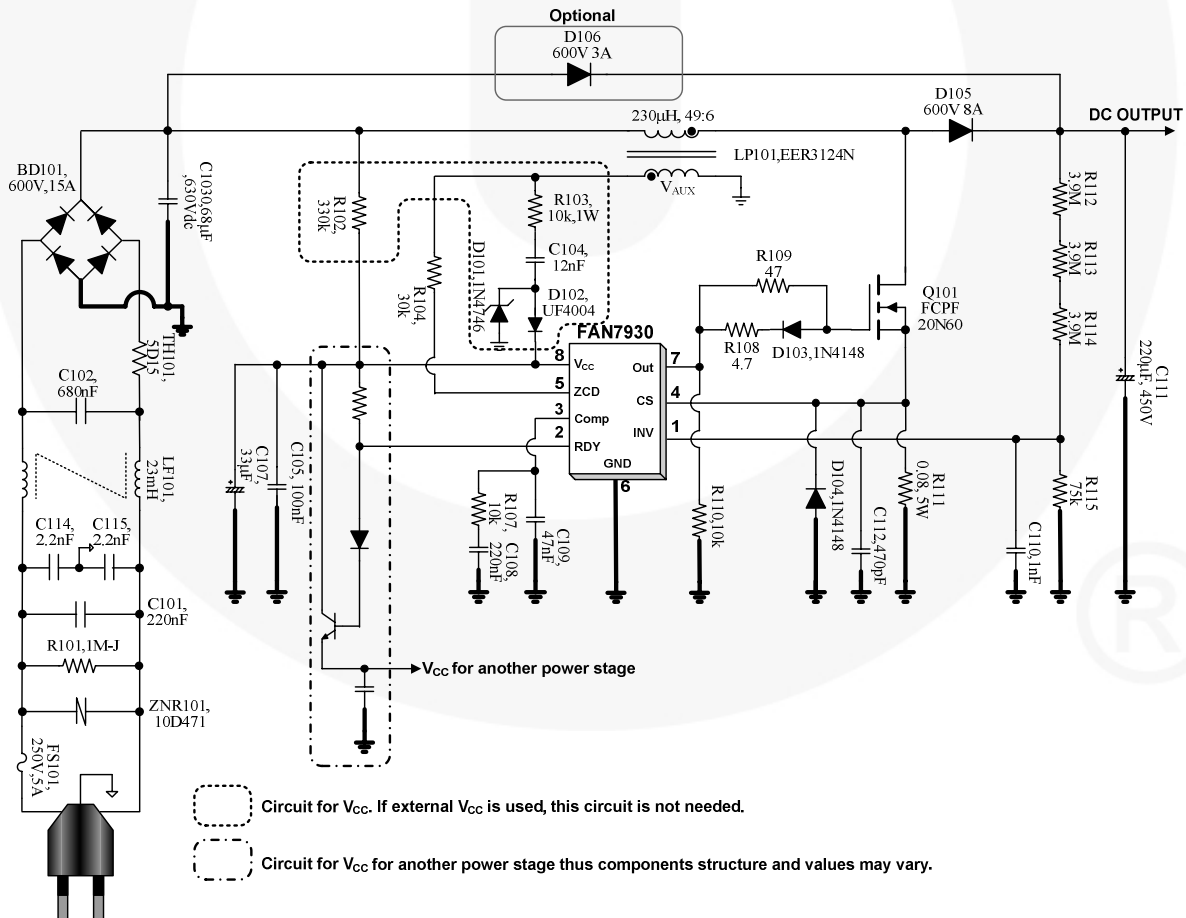 Optional
D106
600V 3A
D105
600V 8A
DC OUTPUT
230μH, 49:6
LP101,EER3124N
VAUX
BD101,
600V,15A
C1030,68μF
,630Vdc
R102,
330k
R103,
10k,1W
C104,
12nF
D101,1N4746
D102,
UF4004
R104,
30k
R109
47
R108
4.7
D103,1N4148
Q101
FCPF
20N60
R112
3.9M
R113
3.9M
R114
3.9M
C111
220μF, 450V
FAN7930
8
VCC
5
ZCD
3
Comp
2
RDY
GND
6
Out
7
CS
4
INV
1
TH101,
5D15
C102,
680nF
LF101,
23mH
C114,
2.2nF
C115,
2.2nF
C101,
220nF
R101,1M-J
ZNR101,
10D471
FS101,
250V,5A
C107,
33μF
C105, 100nF
R107,
10k
C108,
220nF
C109,
47nF
R110,10k
D104,1N4148
C112,470pF
R111
0.08, 5W
C110,1nF
R115
75k
VCC for another power stage
Circuit for VCC. If external VCC is used, this circuit is not needed.
Circuit for VCC for another power stage thus components structure and values may vary.
®